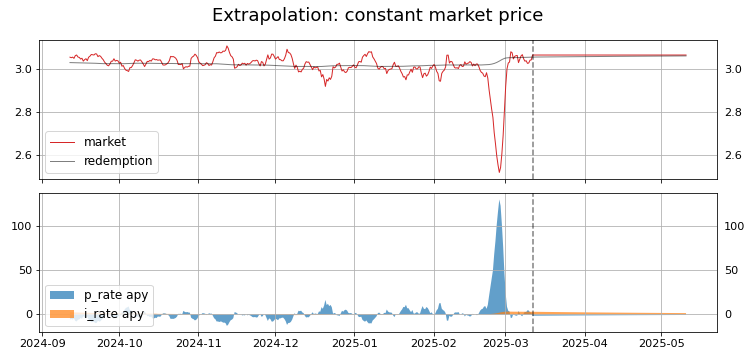 Extrapolation: constant market price
3.0
2.8
2.6
3.0
2.8
2.6
market
redemption
100
50
0
100
50
0
p_rate apy
i_rate apy
2024-09 2024-10 2024-11 2024-12 2025-01 2025-02 2025-03 2025-04 2025-05